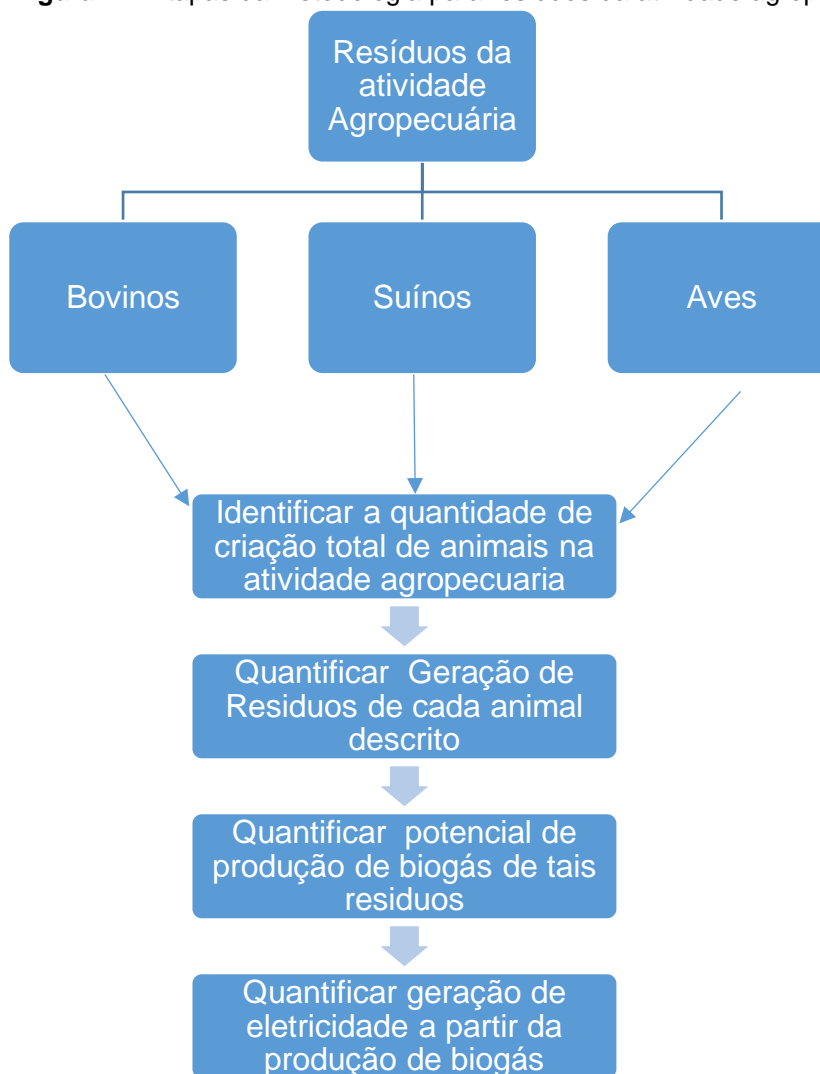 Resíduos da
atividade
Agropecuária
Bovinos
Suínos
Aves
Identificar a quantidade de
criação total de animais na
atividade agropecuaria
Quantificar Geração de
Residuos de cada animal
descrito
Quantificar potencial de
produção de biogás de tais
residuos
Quantificar geração de
eletricidade a partir da
produção de biogás